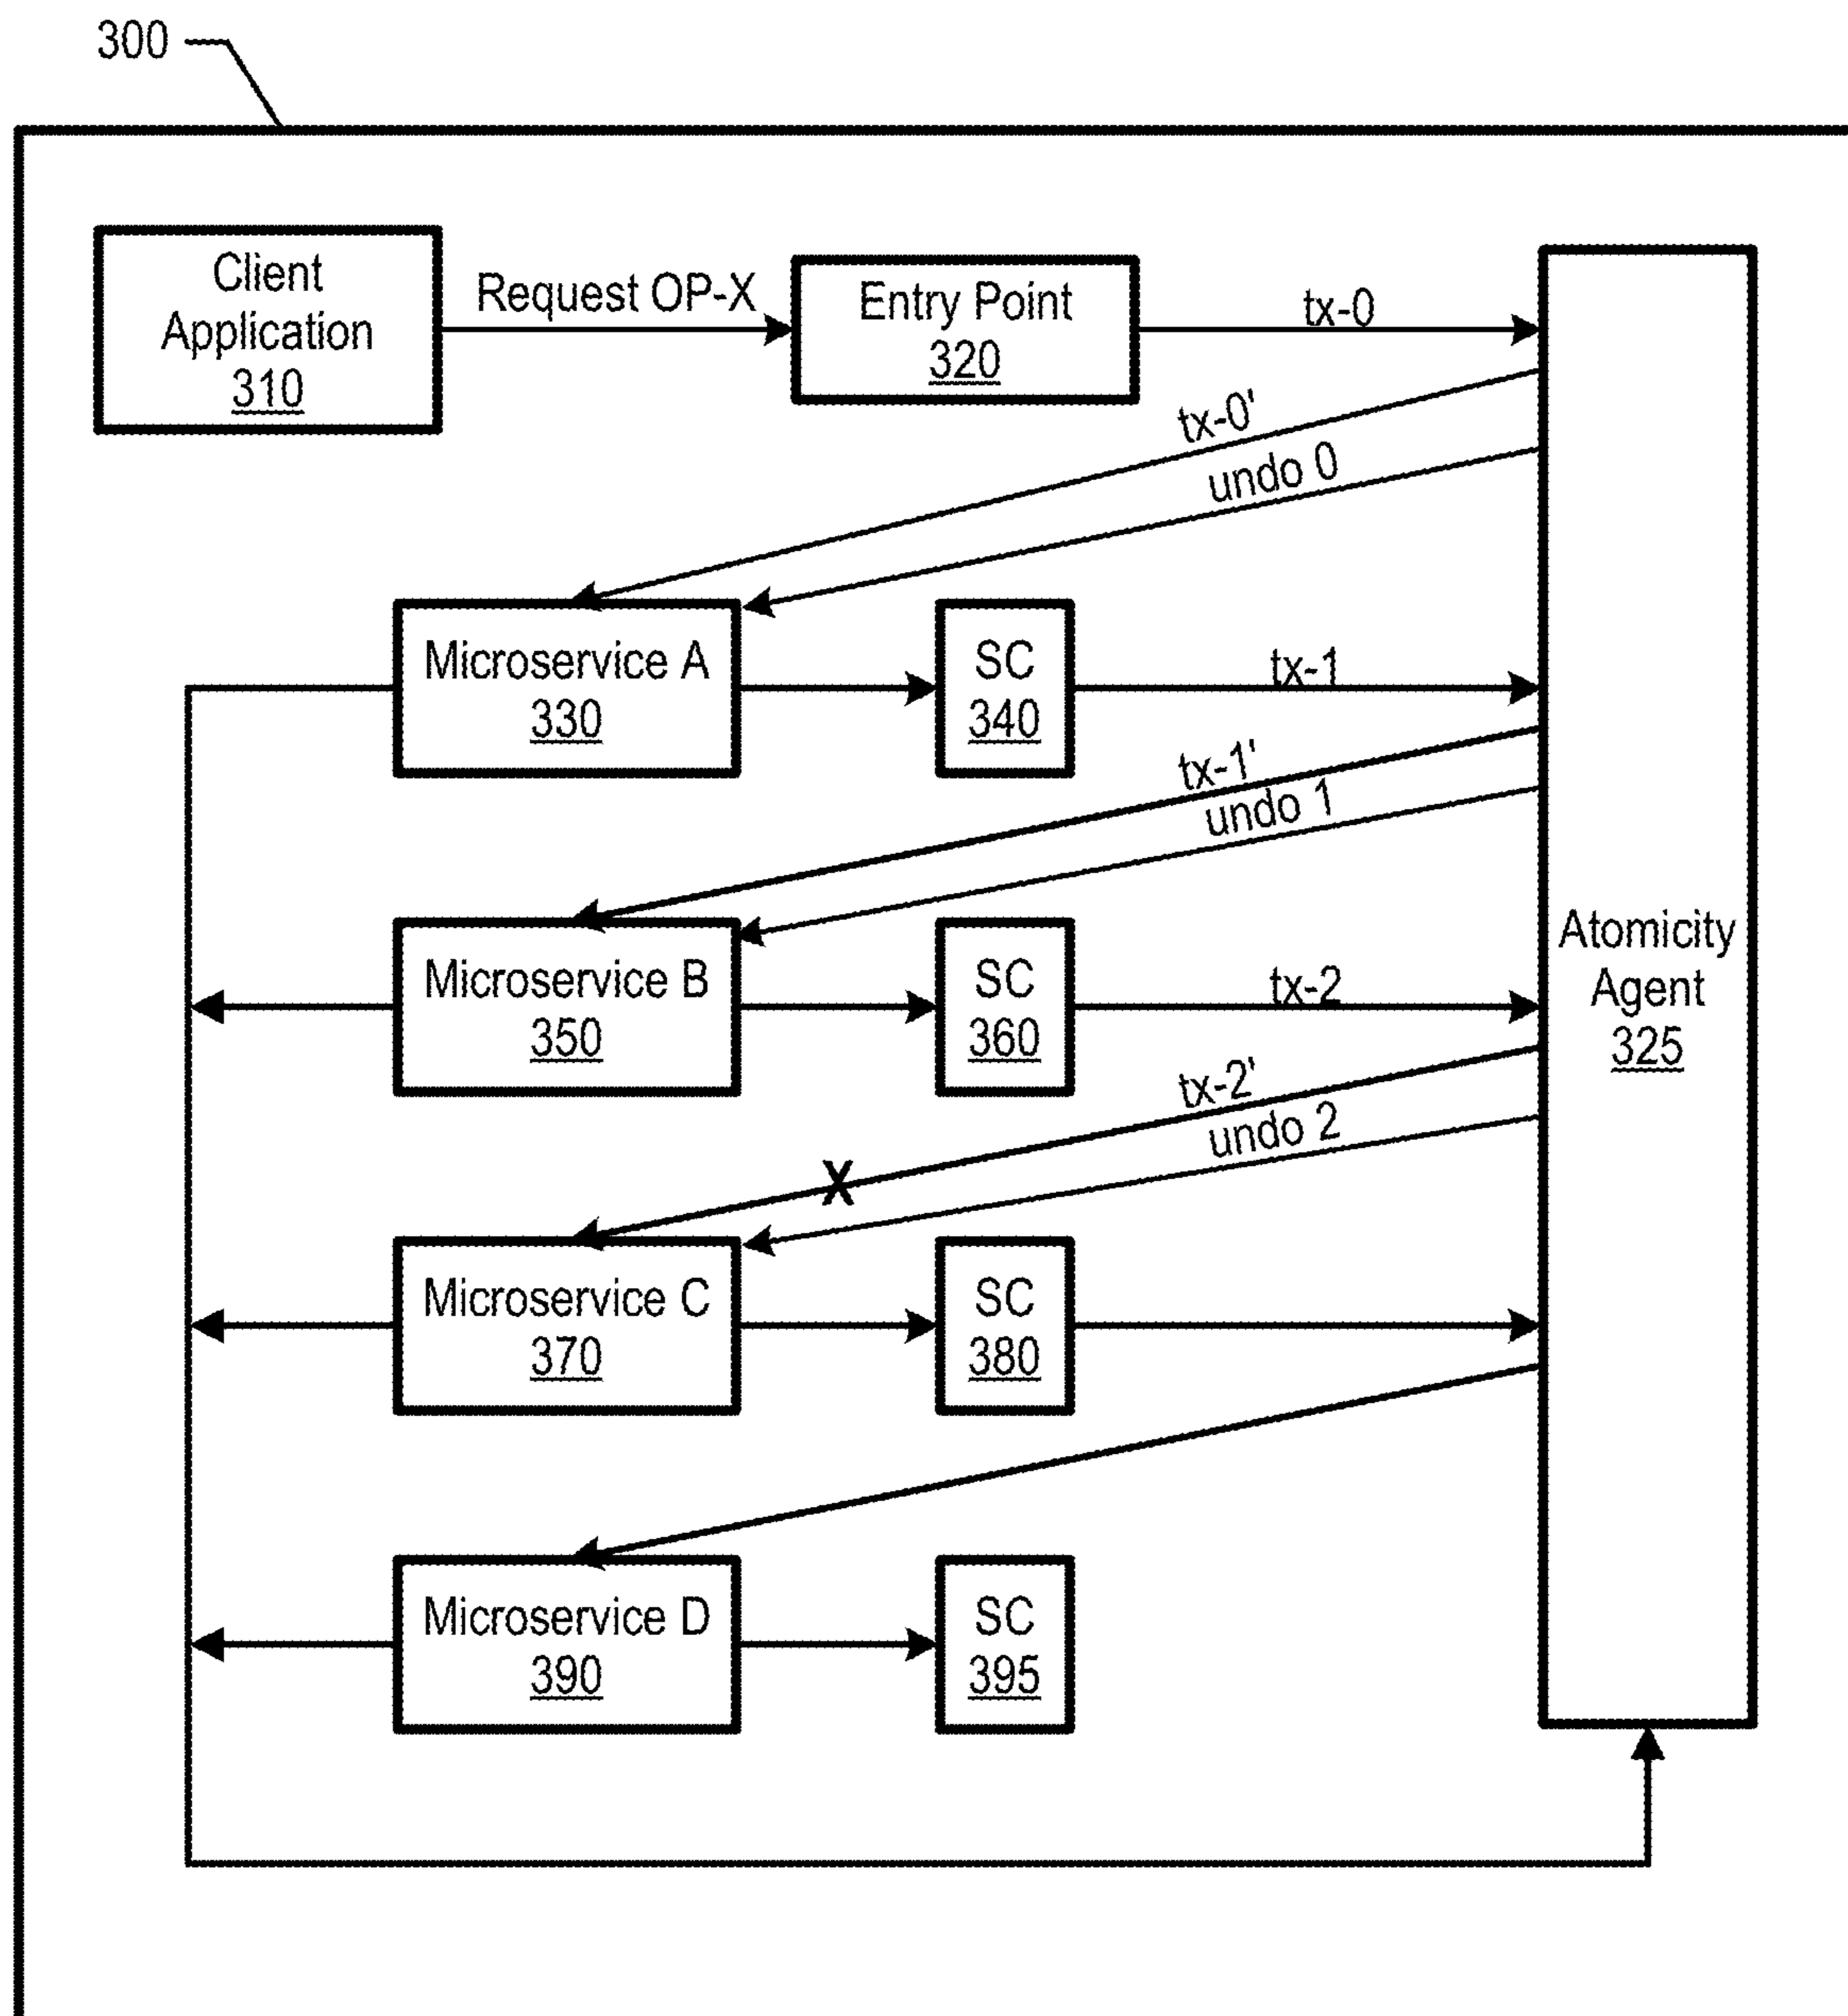 300
Client
Application
310
Request OP-X
Entry Point
320
tx-0
tx-0'
undo 0
Microservice A
330
SC
340
tx-1
tx-1'
undo 1
Microservice B
350
SC
360
tx-2
Atomicity
Agent
325
tx-2'
undo 2
X
Microservice C
370
SC
380
Microservice D
390
SC
395